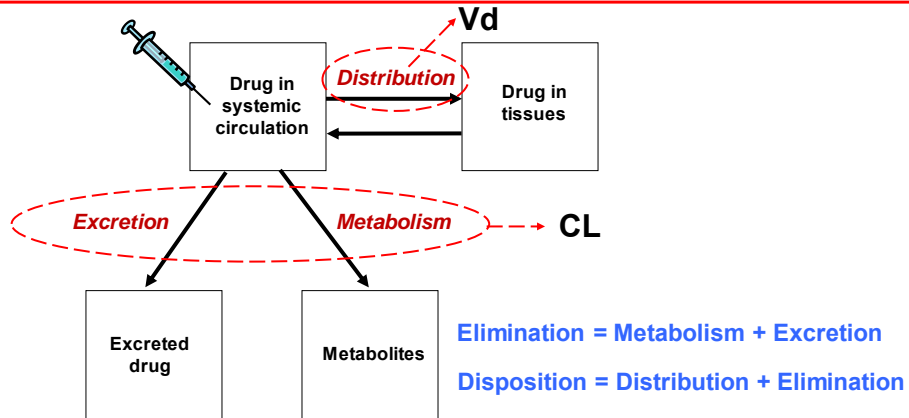 Vd
Drug in
systemic
circulation
Distribution
Drug in
tissues
Excretion
Metabolism
CL
Excreted
drug
Metabolites
Elimination = Metabolism + Excretion
Disposition = Distribution + Elimination